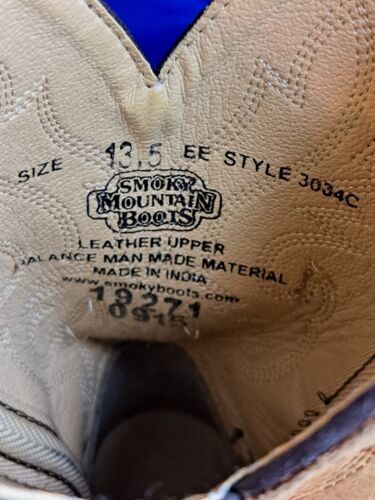 SIZE 13.5 EE STYLE 3034C
SMOKY
MOUNTAIN
BOOTS
LEATHER UPPER
BALANCE MAN MADE MATERIAL
MADE IN INDIA
www.smokyboots.com
19271
0915